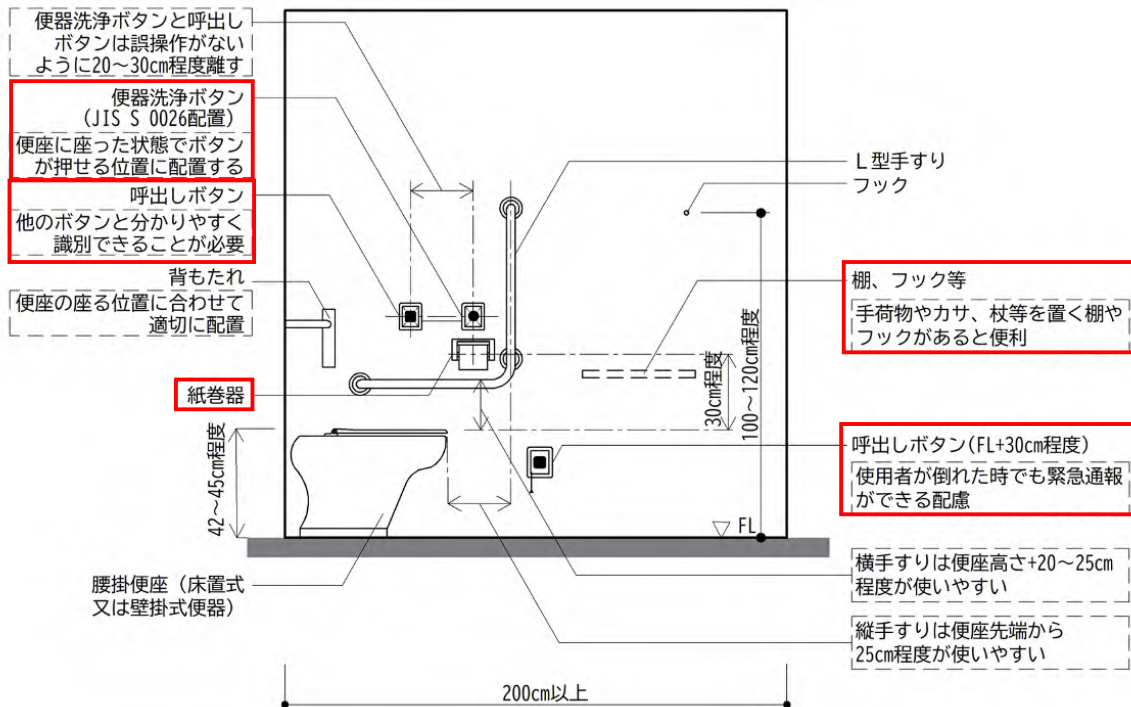 便器洗浄ボタンと呼出し
ボタンは誤操作がない
ように20～30cm程度離す
便器洗浄ボタン
(JIS S 0026配置)
便座に座った状態でボタン
が押せる位置に配置する
呼出しボタン
他のボタンと分かりやすく
識別できることが必要
背もたれ
便座の座る位置に合わせて
適切に配置
紙巻器
42～45cm程度
腰掛便座（床置式
又は壁掛式便器）
Ｌ型手すり
フック
棚、フック等
手荷物やカサ、杖等を置く棚や
フックがあると便利
30cm程度
100～120cm程度
呼出しボタン(FL+30cm程度)
使用者が倒れた時でも緊急通報
ができる配慮
FL
横手すりは便座高さ+20～25cm
程度が使いやすい
縦手すりは便座先端から
25cm程度が使いやすい
200cm以上